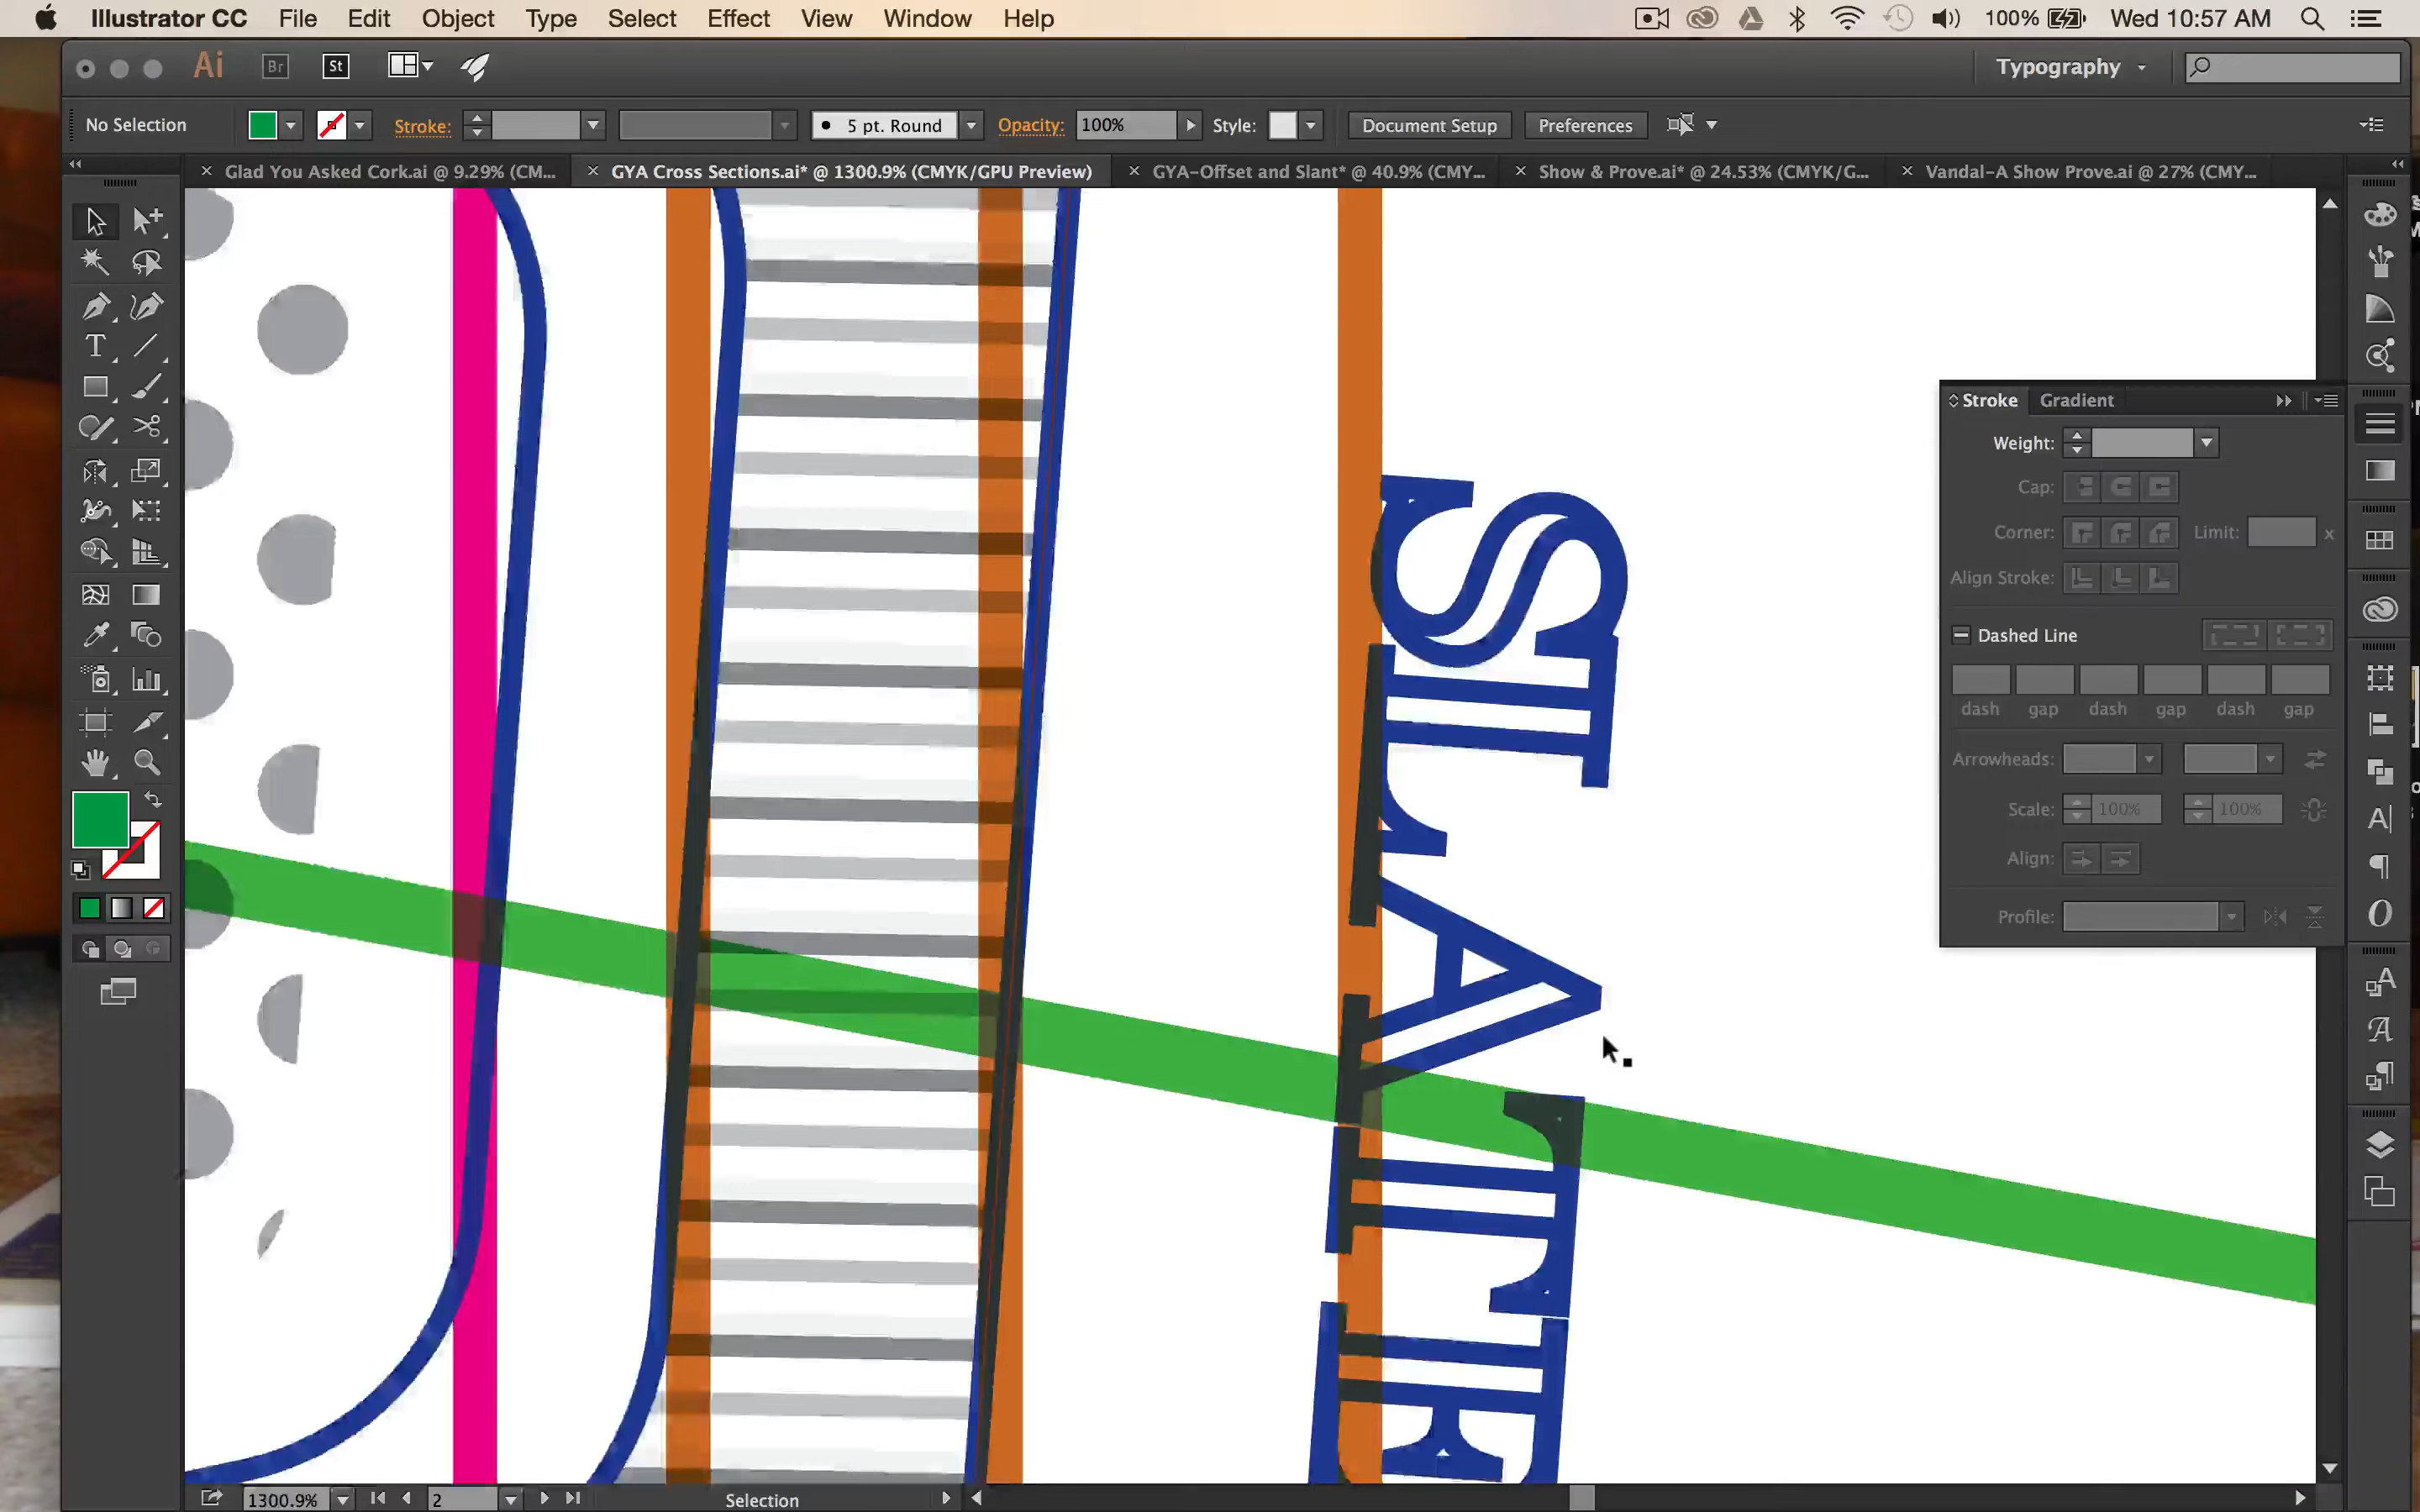 Illustrator CC File Edit Object Type Select Effect View Window Help 100% Wed 10:57 AM
Ai Br St Typography
No Selection Stroke: 5 pt. Round Opacity: 100% Style: Document Setup Preferences
Glad You Asked Cork.ai @ 9.29% (CM... GYA Cross Sections.ai* @ 1300.9% (CMYK/GPU Preview) GYA-Offset and Slant* @ 40.9% (CMY... Show & Prove.ai* @ 24.53% (CMYK/G... Vandal-A Show Prove.ai @ 27% (CMY...
Stroke Gradient
Weight:
Cap:
Corner: Limit: x
Align Stroke:
Dashed Line
dash gap dash gap dash gap
Arrowheads:
Scale: 100% 100%
Align:
Profile:
SLATE
1300.9% 2 Selection